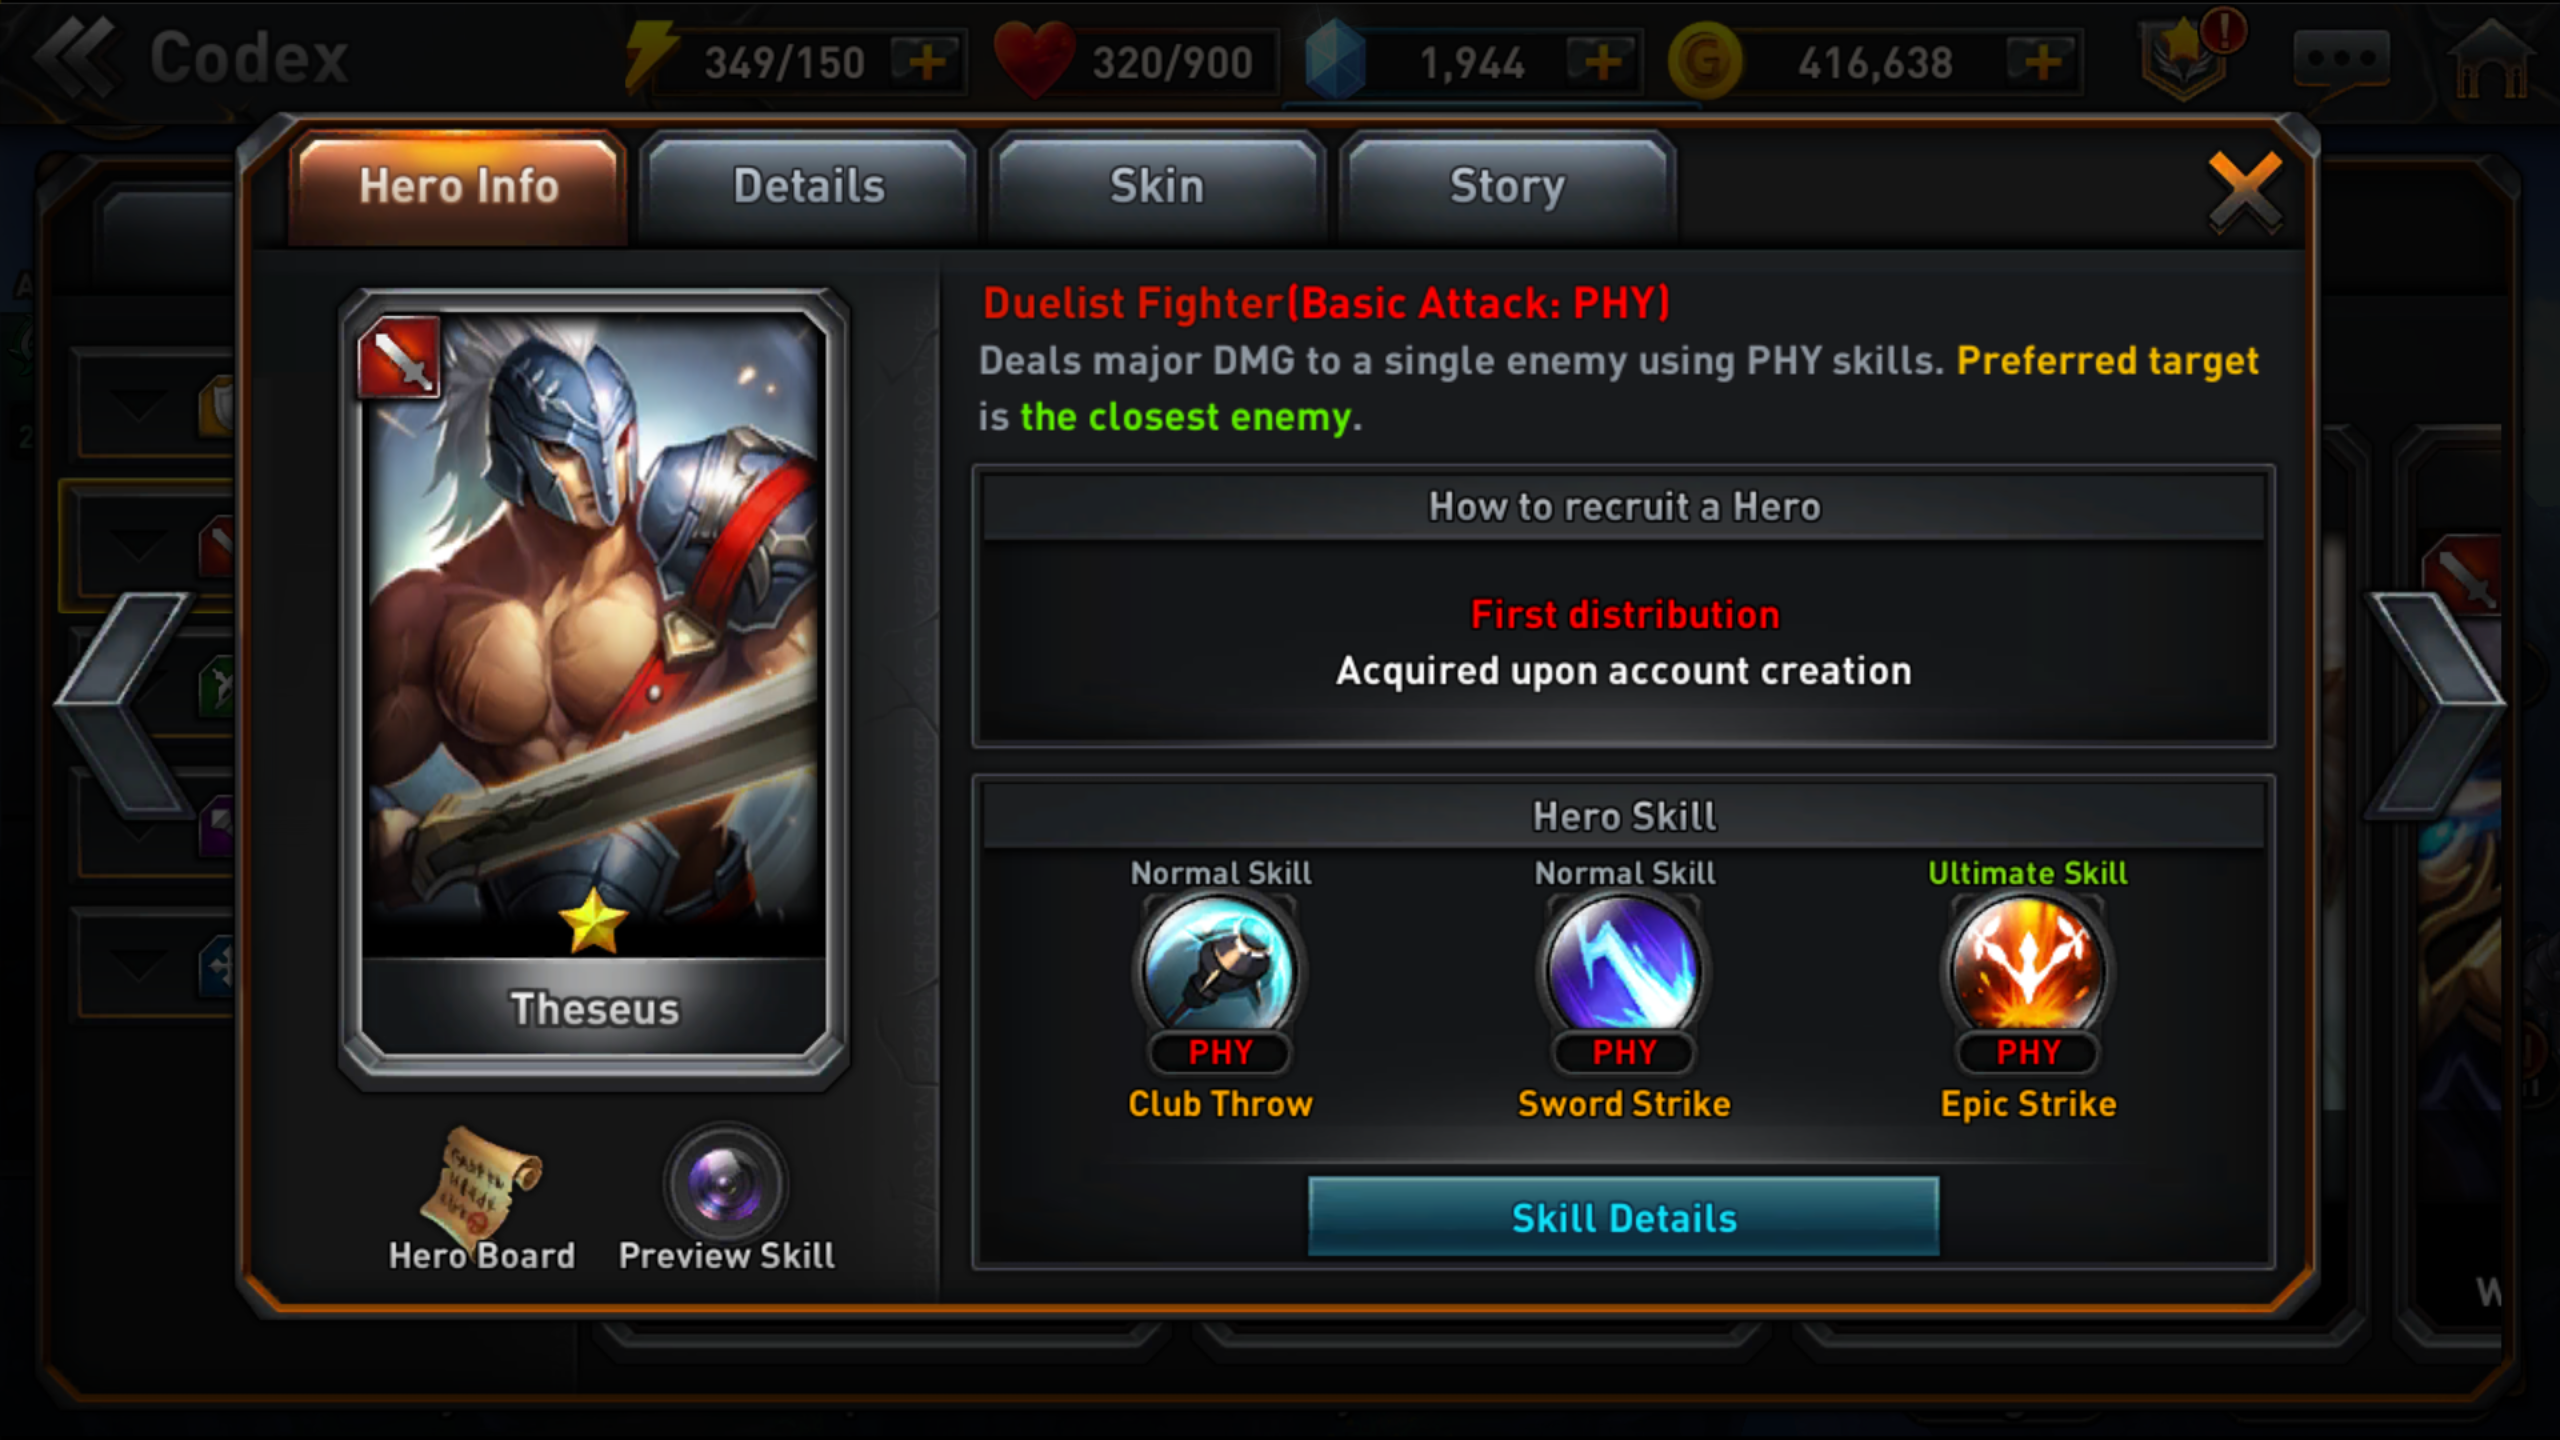 Codex
349/150
320/900
1,944
416,638
Hero Info
Details
Skin
Story
Duelist Fighter(Basic Attack: PHY)
Deals major DMG to a single enemy using PHY skills. Preferred target
is the closest enemy.
How to recruit a Hero
First distribution
Acquired upon account creation
Theseus
Hero Board
Preview Skill
Hero Skill
Normal Skill
Normal Skill
Ultimate Skill
PHY
PHY
PHY
Club Throw
Sword Strike
Epic Strike
Skill Details